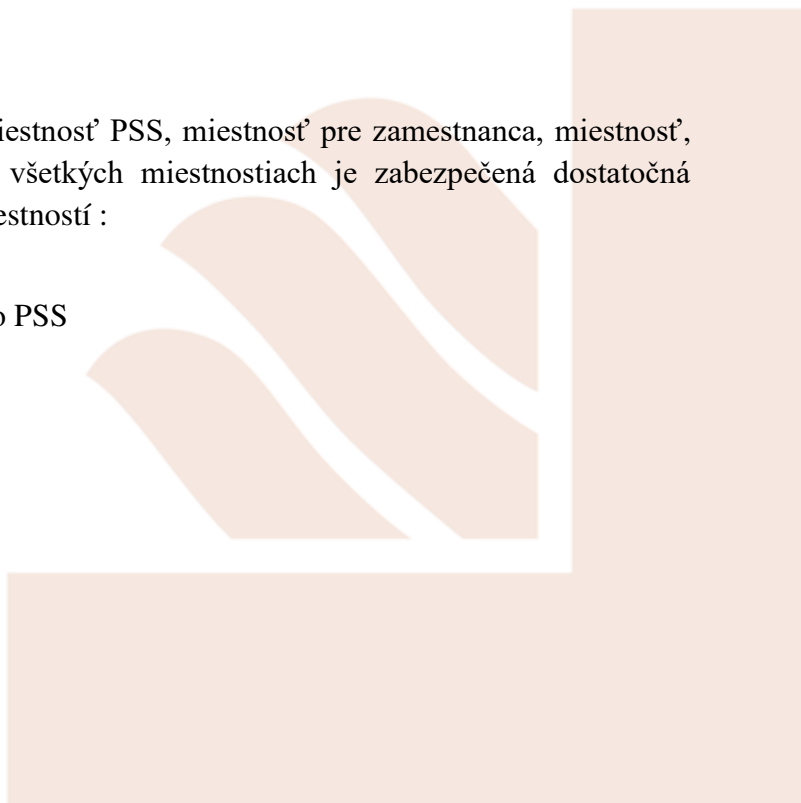 iestnosť PSS, miestnosť pre zamestnanca, miestnosť,
všetkých miestnostiach je zabezpečená dostatočná
estností :
o PSS